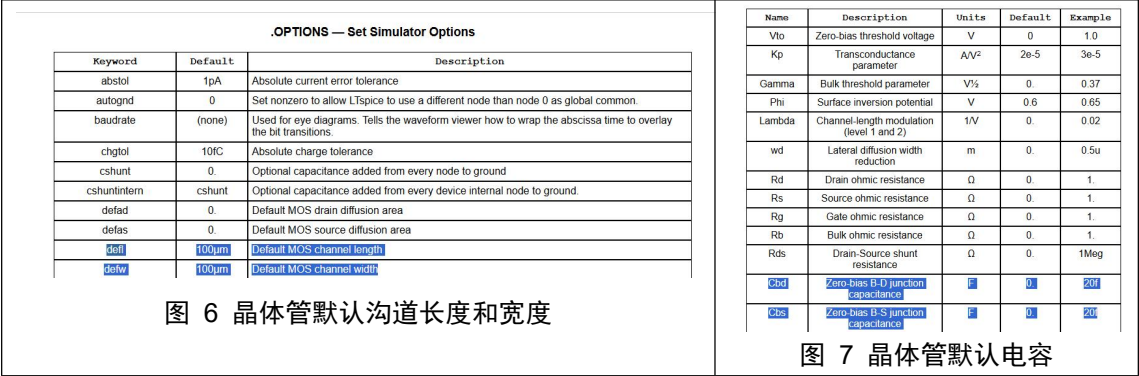 .OPTIONS — Set Simulator Options
Keyword Default Description
abstol 1pA Absolute current error tolerance
autognd 0 Set nonzero to allow LTspice to use a different node than node 0 as global common.
baudrate (none) Used for eye diagrams. Tells the waveform viewer how to wrap the abscissa time to overlay
the bit transitions.
chgtol 10fC Absolute charge tolerance
cshunt 0. Optional capacitance added from every node to ground
cshuntintern cshunt Optional capacitance added from every device internal node to ground.
defad 0. Default MOS drain diffusion area
defas 0. Default MOS source diffusion area
defl 100µm Default MOS channel length
defw 100µm Default MOS channel width
图 6 晶体管默认沟道长度和宽度
Name Description Units Default Example
Vto Zero-bias threshold voltage V 0 1.0
Kp Transconductance
parameter A/V² 2e-5 3e-5
Gamma Bulk threshold parameter V½ 0. 0.37
Phi Surface inversion potential V 0.6 0.65
Lambda Channel-length modulation
(level 1 and 2) 1/V 0. 0.02
wd Lateral diffusion width
reduction m 0. 0.5u
Rd Drain ohmic resistance Ω 0. 1.
Rs Source ohmic resistance Ω 0. 1.
Rg Gate ohmic resistance Ω 0. 1.
Rb Bulk ohmic resistance Ω 0. 1.
Rds Drain-Source shunt
resistance Ω 0. 1Meg
Cbd Zero-bias B-D junction
capacitance F 0. 20f
Cbs Zero-bias B-S junction
capacitance F 0. 20f
图 7 晶体管默认电容